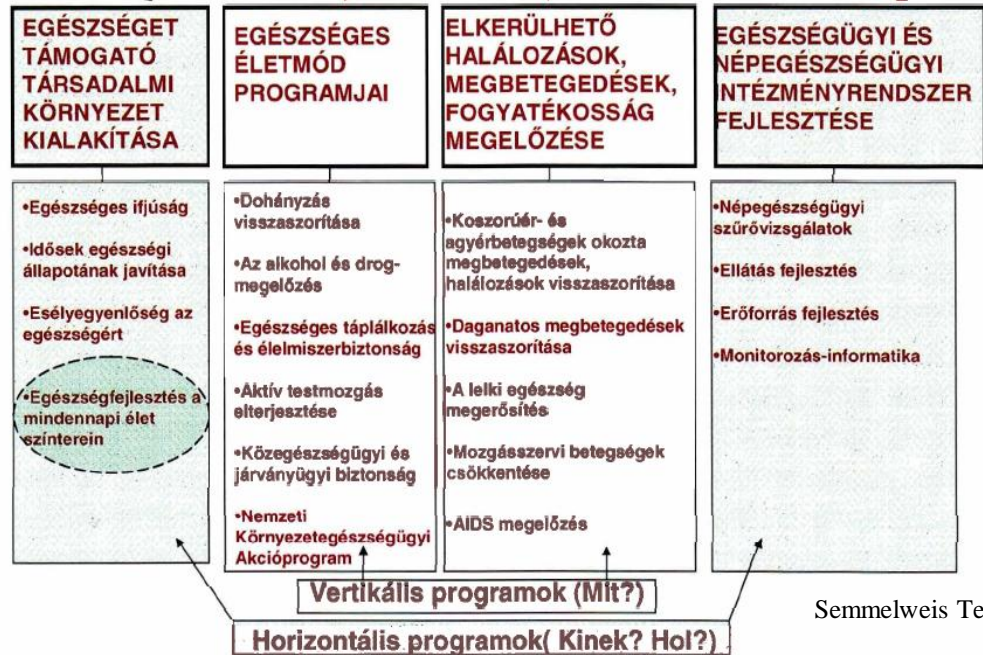 EGÉSZSÉGET
TÁMOGATÓ
TÁRSADALMI
KÖRNYEZET
KIALAKÍTÁSA
EGÉSZSÉGES
ÉLETMÓD
PROGRAMJAI
ELKERÜLHETŐ
HALÁLOZÁSOK,
MEGBETEGEDÉSEK,
FOGYATÉKOSSÁG
MEGELŐZÉSE
EGÉSZSÉGÜGYI ÉS
NÉPEGÉSZSÉGÜGYI
INTÉZMÉNYRENDSZER
FEJLESZTÉSE
•Egészséges ifjúság
•Idősek egészségi
állapotának javítása
•Esélyegyenlőség az
egészségért
•Egészségfejlesztés a
mindennapi élet
színterein
•Dohányzás
visszaszorítása
•Az alkohol és drog-
megelőzés
•Egészséges táplálkozás
és élelmiszerbiztonság
•Aktív testmozgás
elterjesztése
•Közegészségügyi és
járványügyi biztonság
•Nemzeti
Környezetegészségügyi
Akcióprogram
•Koszorúér- és
agyérbetegségek okozta
megbetegedések,
halálozások visszaszorítása
•Daganatos megbetegedések
visszaszorítása
•A lelki egészség
megerősítés
•Mozgásszervi betegségek
csökkentése
•AIDS megelőzés
•Népegészségügyi
szűrővizsgálatok
•Ellátás fejlesztés
•Erőforrás fejlesztés
•Monitorozás-informatika
Vertikális programok (Mit?)
Semmelweis Te
Horizontális programok( Kinek? Hol?)